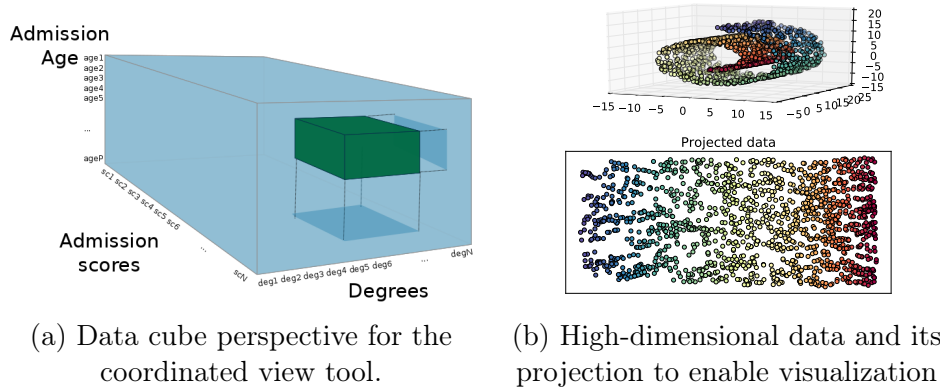 Admission
Age
age1
age2
age3
age4
age5
...
ageP
sc1
sc2
sc3
sc4
sc5
sc6
...
scN
Admission
scores
deg1 deg2 deg3 deg4 deg5 deg6 ... degN
Degrees
(a) Data cube perspective for the
coordinated view tool.
20
15
10
5
0
−5
−10
−15
−15 −10 −5 0 5 10 15
−5 0 5 10 15 20 25
Projected data
(b) High-dimensional data and its
projection to enable visualization